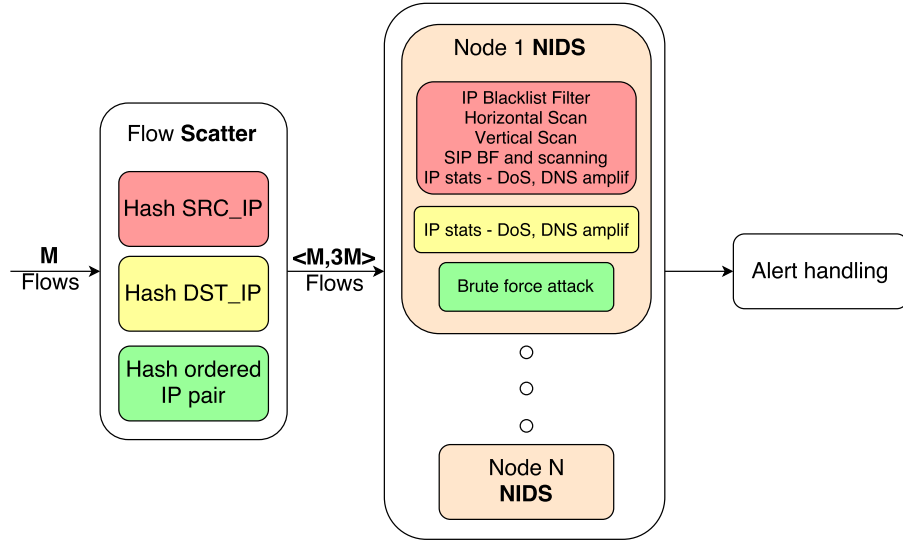 M
Flows
Flow Scatter
Hash SRC_IP
Hash DST_IP
Hash ordered
IP pair
<M,3M>
Flows
Node 1 NIDS
IP Blacklist Filter
Horizontal Scan
Vertical Scan
SIP BF and scanning
IP stats - DoS, DNS amplif
IP stats - DoS, DNS amplif
Brute force attack
Node N
NIDS
Alert handling